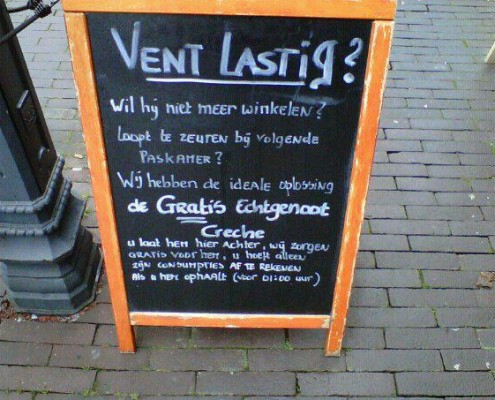 VENT LASTiG?
Wil hij niet meer winkelen?
Loopt te zeuren bij volgende
PASKAMER?
Wij hebben de ideale oplossing
de GRATIS Echtgenoot
Creche
u laat hem hier Achter, wij zorgen
GRATIS voor hem, u hoeft alleen
zijn consumpties af te rekenen
Als u hem ophaalt (voor 01:00 uur)